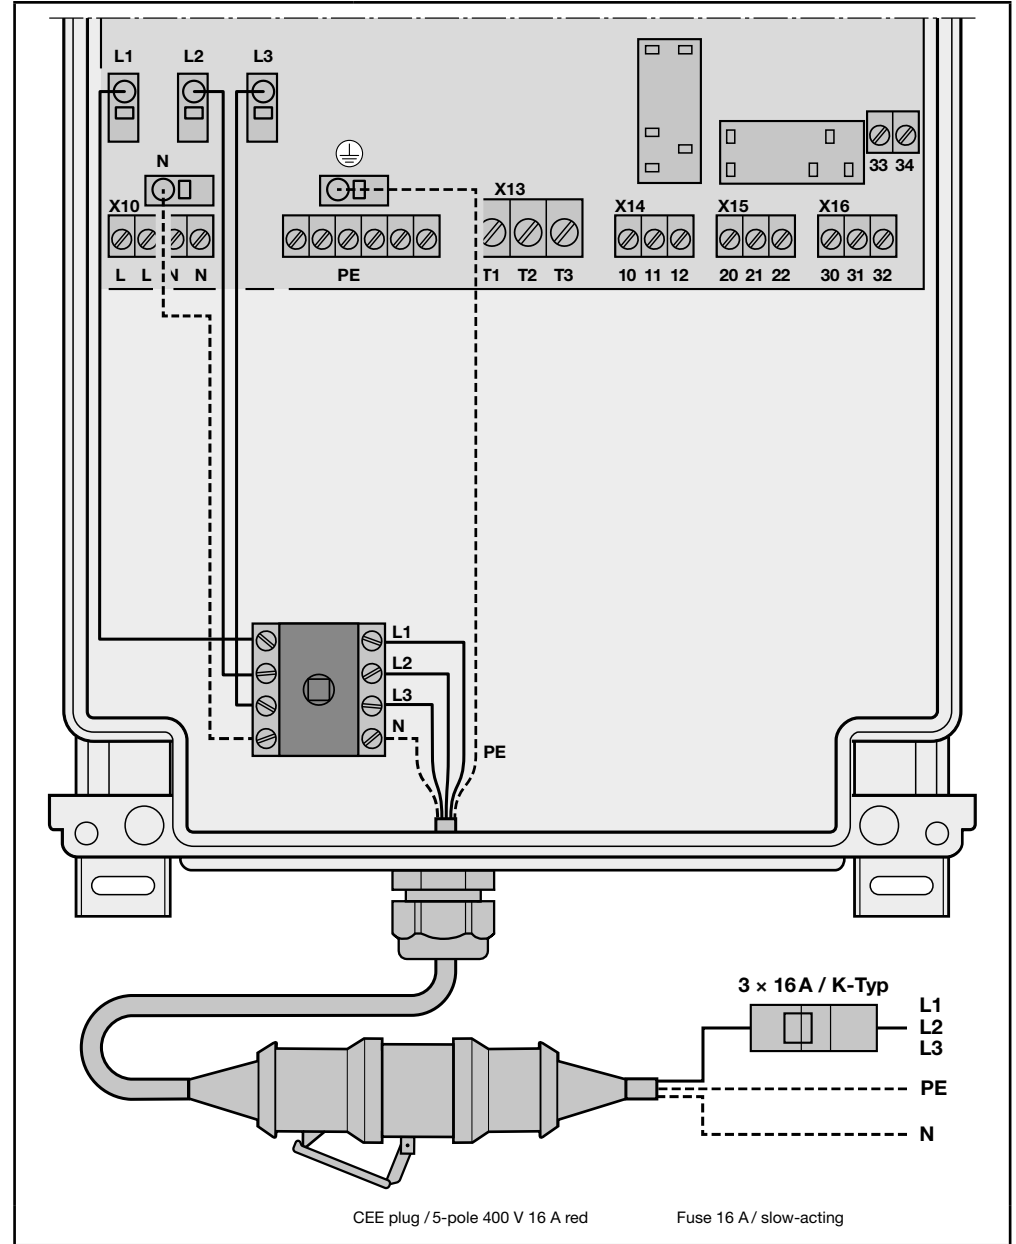 L1 L2 L3
33 34
N
X10 X13 X14 X15 X16
L L N N PE T1 T2 T3 10 11 12 20 21 22 30 31 32
L1
L2
L3
N
PE
3 × 16 A / K-Typ
L1
L2
L3
PE
N
CEE plug / 5-pole 400 V 16 A red Fuse 16 A / slow-acting